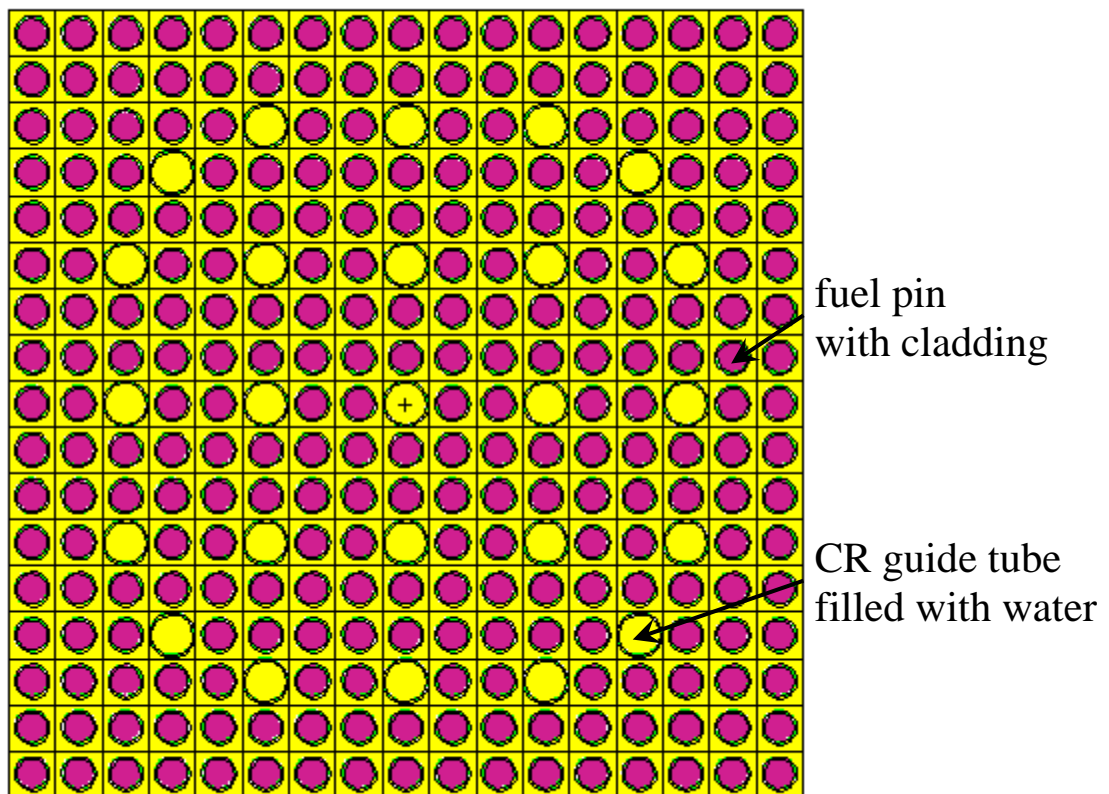 fuel pin
with cladding
CR guide tube
filled with water